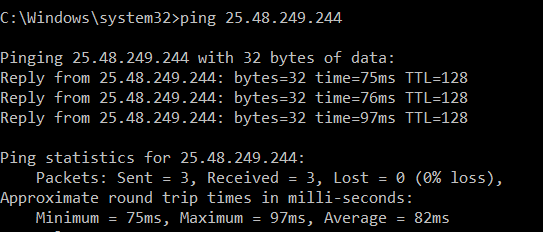 C:\Windows\system32>ping 25.48.249.244
Pinging 25.48.249.244 with 32 bytes of data:
Reply from 25.48.249.244: bytes=32 time=75ms TTL=128
Reply from 25.48.249.244: bytes=32 time=76ms TTL=128
Reply from 25.48.249.244: bytes=32 time=97ms TTL=128
Ping statistics for 25.48.249.244:
    Packets: Sent = 3, Received = 3, Lost = 0 (0% loss),
Approximate round trip times in milli-seconds:
    Minimum = 75ms, Maximum = 97ms, Average = 82ms